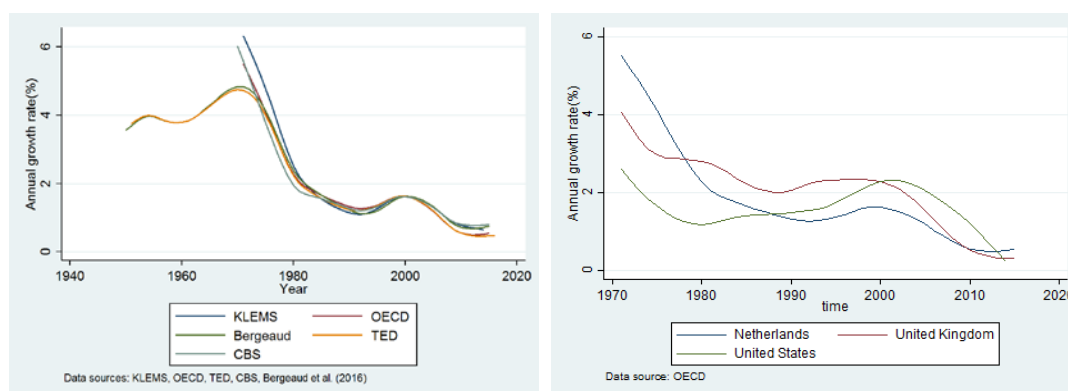 Annual growth rate(%)
6
4
2
0
1940
1960
1980
2000
2020
Year
KLEMS
OECD
Bergeaud
TED
CBS
Data sources: KLEMS, OECD, TED, CBS, Bergeaud et al. (2016)
Annual growth rate(%)
6
4
2
0
1970
1980
1990
2000
2010
2020
time
Netherlands
United Kingdom
United States
Data source: OECD